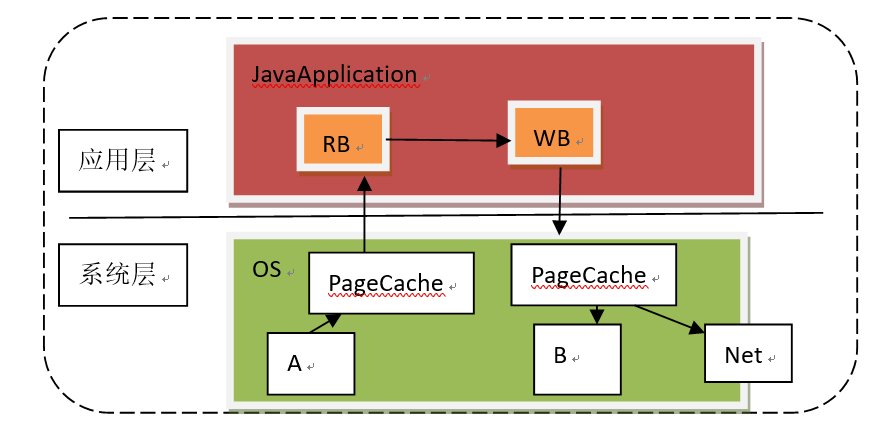 JavaApplication
RB
WB
应用层
系统层
OS
PageCache
PageCache
A
B
Net